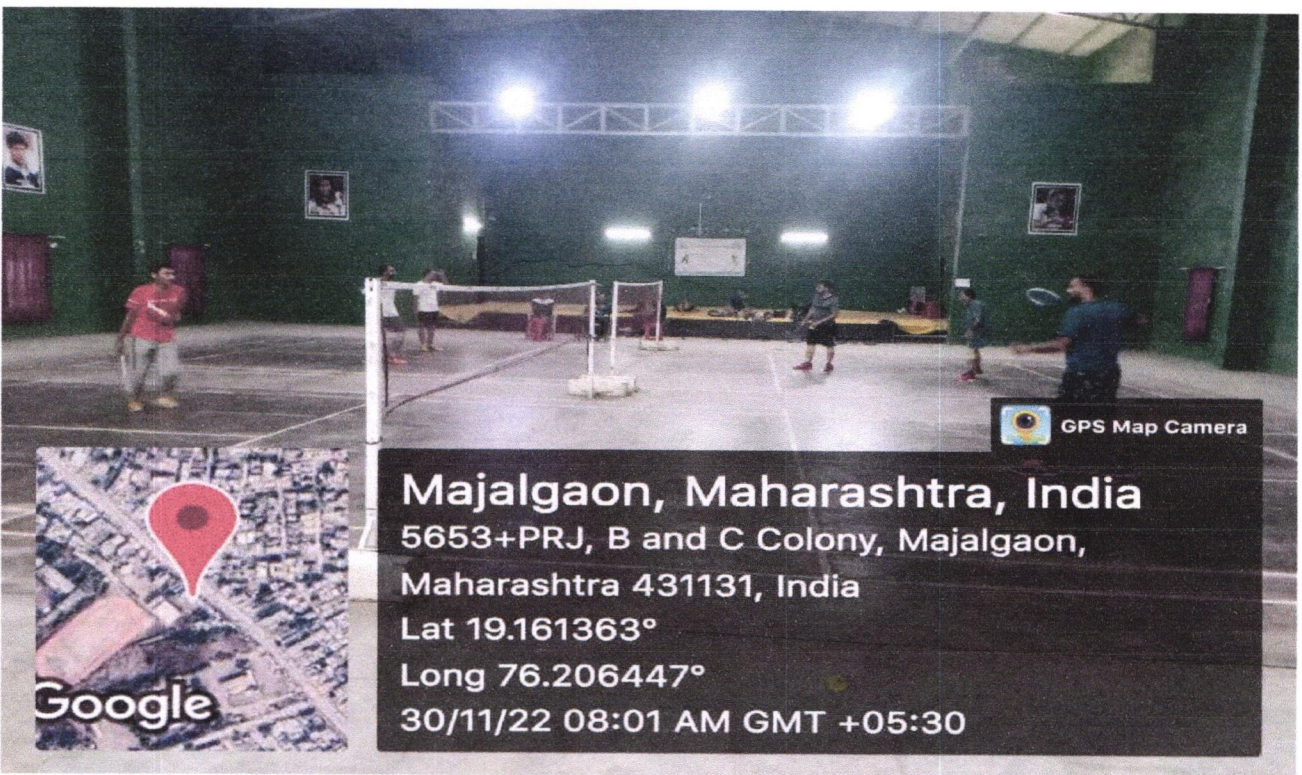 GPS Map Camera
Majalgaon, Maharashtra, India
5653+PRJ, B and C Colony, Majalgaon,
Maharashtra 431131, India
Lat 19.161363°
Long 76.206447°
30/11/22 08:01 AM GMT +05:30
Google